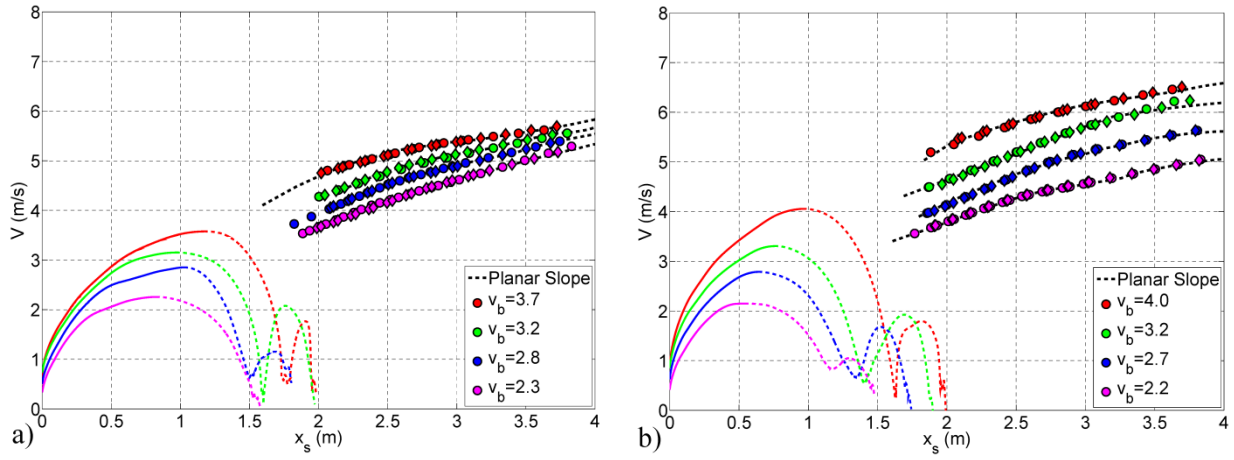 8
7
6
5
4
3
2
1
0
V (m/s)
0 0.5 1 1.5 2 2.5 3 3.5 4
x_s (m)
Planar Slope
v_b=3.7
v_b=3.2
v_b=2.8
v_b=2.3
a)
8
7
6
5
4
3
2
1
0
V (m/s)
0 0.5 1 1.5 2 2.5 3 3.5 4
x_s (m)
Planar Slope
v_b=4.0
v_b=3.2
v_b=2.7
v_b=2.2
b)